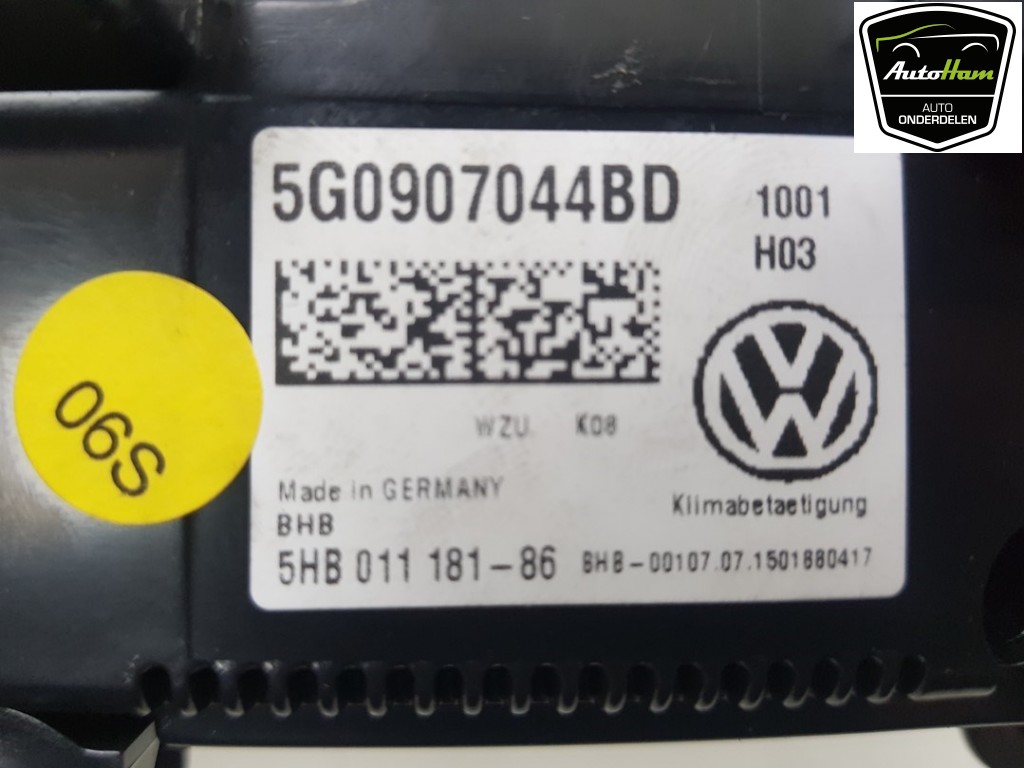 AutoHam
AUTO
ONDERDELEN
5G0907044BD
1001
H03
WZU K08
Made in GERMANY
Klimabetaetigung
BHB
5HB 011 181-86
BHB-00107.07.1501880417
06S